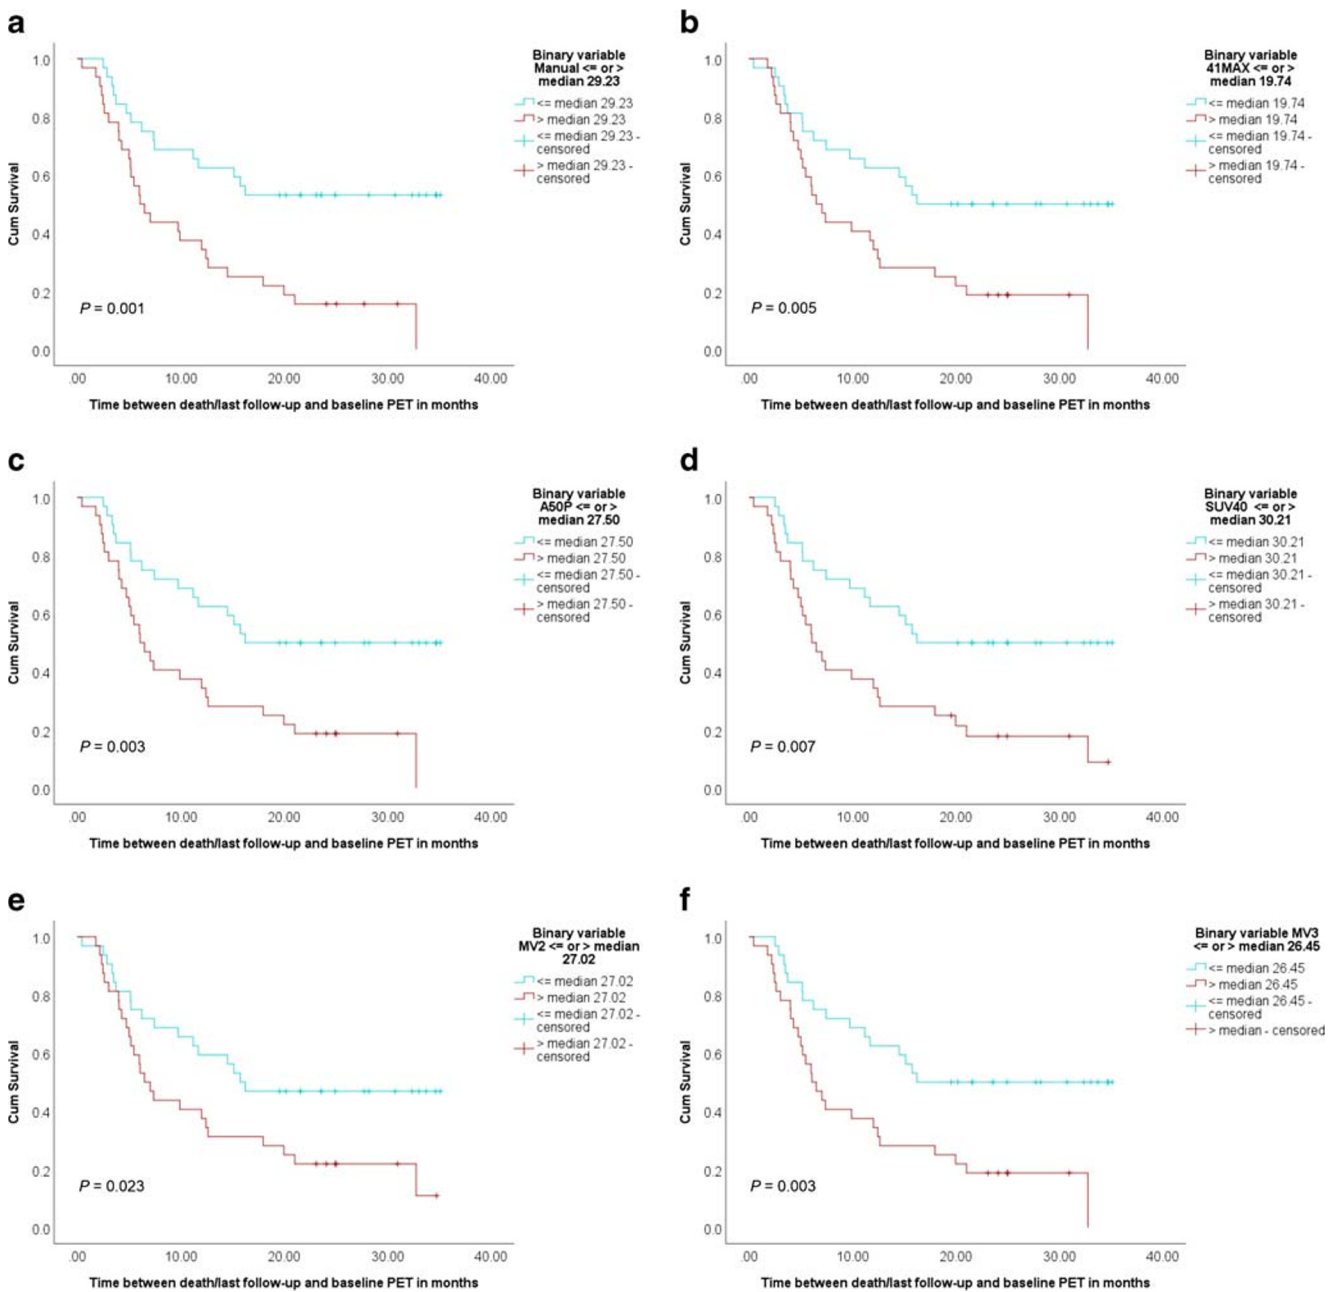 a
Binary variable
Manual <= or >
median 29.23
<= median 29.23
> median 29.23
<= median 29.23 -
censored
> median 29.23 -
censored
Cum Survival
1.0
0.8
0.6
0.4
0.2
0.0
P = 0.001
.00 10.00 20.00 30.00 40.00
Time between death/last follow-up and baseline PET in months
b
Binary variable
41MAX <= or >
median 19.74
<= median 19.74
> median 19.74
<= median 19.74 -
censored
> median 19.74 -
censored
Cum Survival
1.0
0.8
0.6
0.4
0.2
0.0
P = 0.005
.00 10.00 20.00 30.00 40.00
Time between death/last follow-up and baseline PET in months
c
Binary variable
A50P <= or >
median 27.50
<= median 27.50
> median 27.50
<= median 27.50 -
censored
> median 27.50 -
censored
Cum Survival
1.0
0.8
0.6
0.4
0.2
0.0
P = 0.003
.00 10.00 20.00 30.00 40.00
Time between death/last follow-up and baseline PET in months
d
Binary variable
SUV40 <= or >
median 30.21
<= median 30.21
> median 30.21
<= median 30.21 -
censored
> median 30.21 -
censored
Cum Survival
1.0
0.8
0.6
0.4
0.2
0.0
P = 0.007
.00 10.00 20.00 30.00 40.00
Time between death/last follow-up and baseline PET in months
e
Binary variable
MV2 <= or > median
27.02
<= median 27.02
> median 27.02
<= median 27.02 -
censored
> median 27.02 -
censored
Cum Survival
1.0
0.8
0.6
0.4
0.2
0.0
P = 0.023
.00 10.00 20.00 30.00 40.00
Time between death/last follow-up and baseline PET in months
f
Binary variable MV3
<= or > median 26.45
<= median 26.45
> median 26.45
<= median 26.45 -
censored
> median - censored
Cum Survival
1.0
0.8
0.6
0.4
0.2
0.0
P = 0.003
.00 10.00 20.00 30.00 40.00
Time between death/last follow-up and baseline PET in months